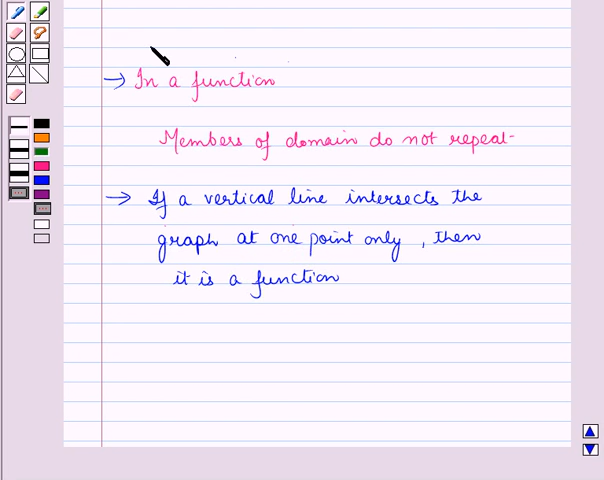 → In a function
Members of domain do not repeat-
→ If a vertical line intersects the
graph at one point only, then
it is a function